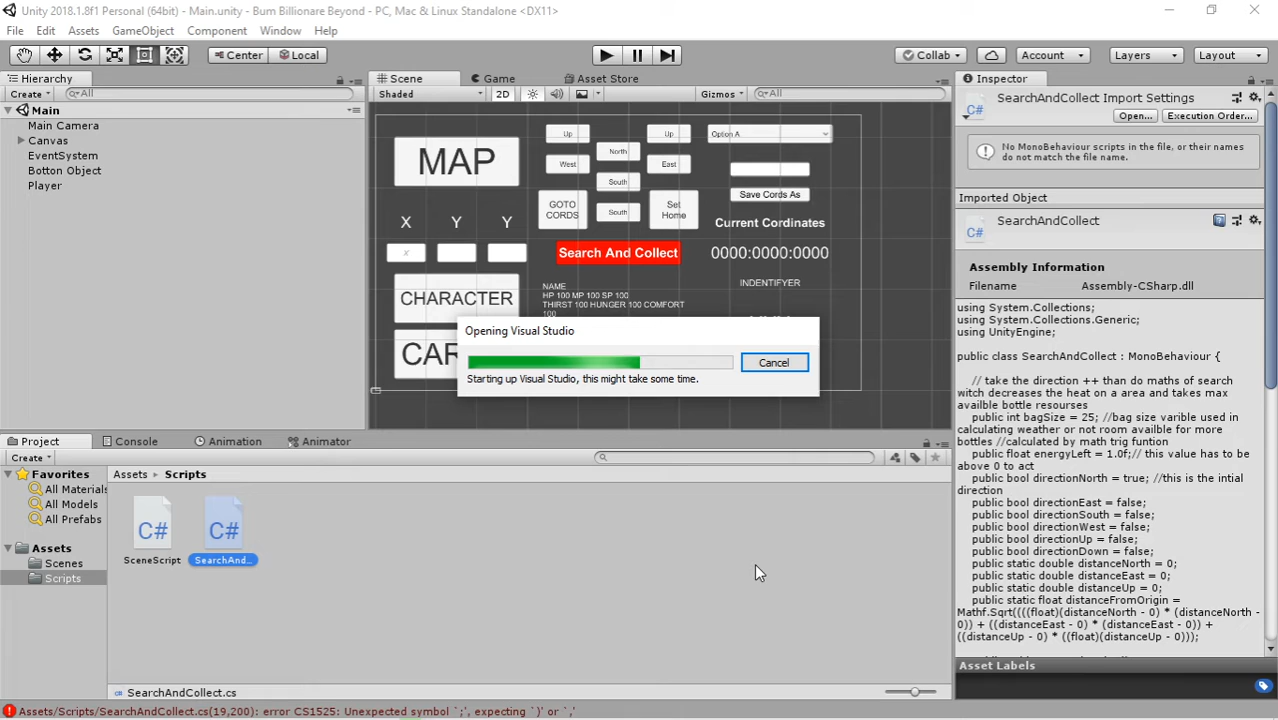 Unity 2018.1.8f1 Personal (64bit) - Main.unity - Bum Billionare Beyond - PC, Mac & Linux Standalone <DX11>
File Edit Assets GameObject Component Window Help
Center Local Collab Account Layers Layout
Hierarchy
Create All
Main
Main Camera
Canvas
EventSystem
Botton Object
Player
Scene Game Asset Store
Shaded 2D Gizmos All
MAP
Up Up Option A
North
West East
South
Save Cords As
GOTO CORDS South Set Home
X Y Y Current Cordinates
x Search And Collect 0000:0000:0000
CHARACTER
NAME
HP 100 MP 100 SP 100
THIRST 100 HUNGER 100 COMFORT
100
INDENTIFYER
CAR
Opening Visual Studio
Cancel
Starting up Visual Studio, this might take some time.
Inspector
SearchAndCollect Import Settings
Open... Execution Order...
No MonoBehaviour scripts in the file, or their names
do not match the file name.
Imported Object
SearchAndCollect
Assembly Information
Filename Assembly-CSharp.dll
using System.Collections;
using System.Collections.Generic;
using UnityEngine;
public class SearchAndCollect : MonoBehaviour {
// take the direction ++ than do maths of search
witch decreases the heat on a area and takes max
availble bottle resourses
public int bagSize = 25; //bag size varible used in
calculating weather or not room availble for more
bottles //calculated by math trig funtion
public float energyLeft = 1.0f;// this value has to be
above 0 to act
public bool directionNorth = true; //this is the intial
direction
public bool directionEast = false;
public bool directionSouth = false;
public bool directionWest = false;
public bool directionUp = false;
public bool directionDown = false;
public static double distanceNorth = 0;
public static double distanceEast = 0;
public static double distanceUp = 0;
public static float distanceFromOrigin =
Mathf.Sqrt((((float)(distanceNorth - 0) * (distanceNorth -
0)) + ((distanceEast - 0) * (distanceEast - 0)) +
((distanceUp - 0) * ((float)(distanceUp - 0)));
Asset Labels
Project Console Animation Animator
Create
Favorites
All Materials
All Models
All Prefabs
Assets
Scenes
Scripts
Assets Scripts
C# C#
SceneScript SearchAnd...
SearchAndCollect.cs
Assets/Scripts/SearchAndCollect.cs(19,200): error CS1525: Unexpected symbol `;', expecting `)' or `,'